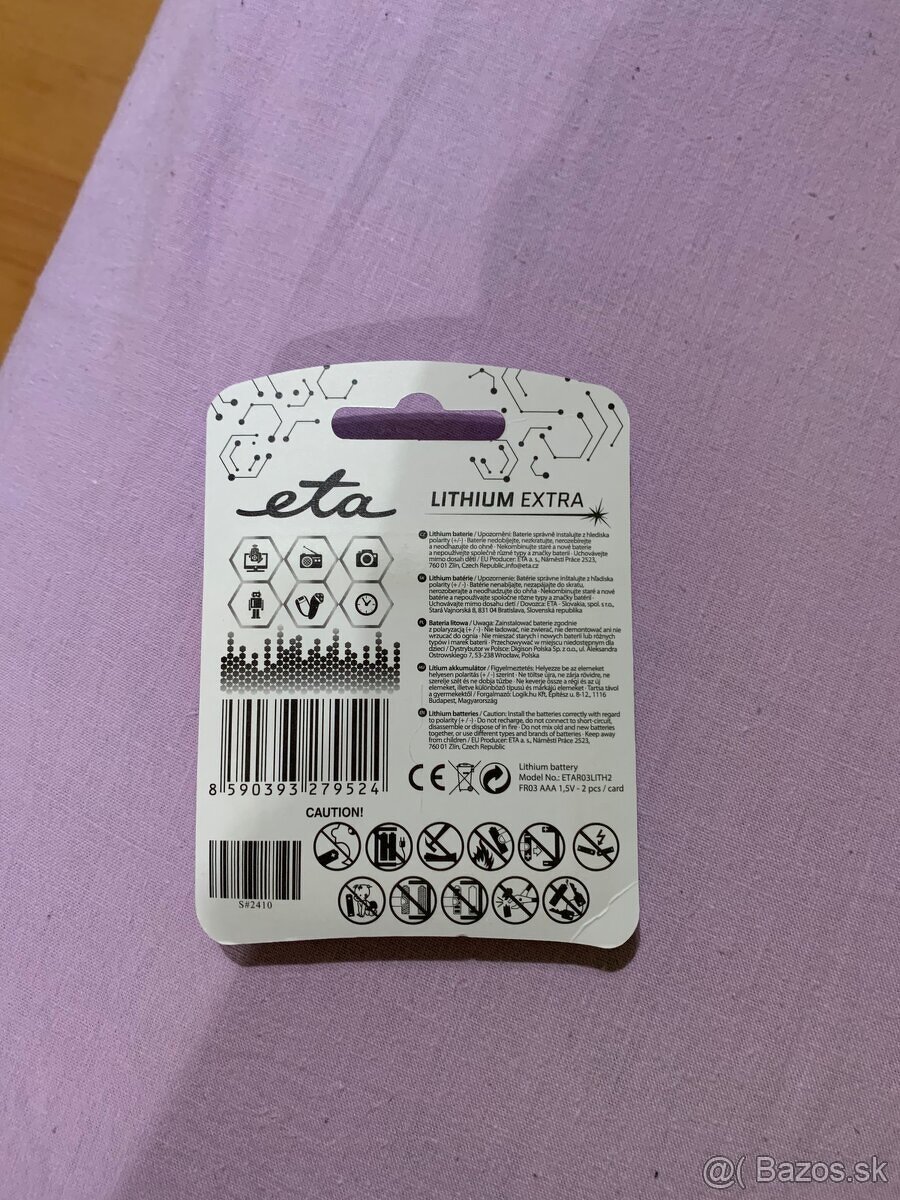 eta
LITHIUM EXTRA
CZ Lithium baterie / Upozornění: Baterie správně instalujte z hlediska
polarity (+/-) · Baterie nedobíjejte, nezkratujte, nerozebírejte
a neodhazujte do ohně · Nekombinujte staré a nové baterie
a nepoužívejte společně různé typy a značky baterií · Uchovávejte
mimo dosah dětí / EU Producer: ETA a. s., Náměstí Práce 2523,
760 01 Zlín, Czech Republic,info@eta.cz
SK Lithium batérie / Upozornenie: Batérie správne inštalujte z hľadiska
polarity (+ / -) · Batérie nenabíjajte, nezapájajte do skratu,
nerozoberajte a neodhadzujte do ohňa · Nekombinujte staré a nové
batérie a nepoužívajte spoločne rôzne typy a značky batérií ·
Uchovávajte mimo dosahu detí / Dovozca: ETA - Slovakia, spol. s r.o.,
Stará Vajnorská 8, 831 04 Bratislava, Slovenská republika
PL Bateria litowa / Uwaga: Zainstalować baterie zgodnie
z polaryzacją (+ / -) · Nie ładować, nie zwierać, nie demontować ani nie
wrzucać do ognia · Nie mieszać starych i nowych baterii lub różnych
typów i marek baterii · Przechowywać w miejscu niedostępnym dla
dzieci / Dystrybutor w Polsce: Digison Polska Sp. z o.o., ul. Aleksandra
Ostrowskiego 7, 53-238 Wrocław, Polska
HU Lítium akkumulátor / Figyelmeztetés: Helyezze be az elemeket
helyesen polaritás (+ / -) szerint · Ne töltse újra, ne zárja rövidre, ne
szerelje szét és ne dobja tűzbe · Ne keverje össze a régi és az új
elemeket, illetve különböző típusú és márkájú elemeket · Tartsa távol
a gyermekektől / Forgalmazó: Logik.hu Kft, Építész u. 8-12., 1116
Budapest, Magyarország
EN Lithium batteries / Caution: Install the batteries correctly with regard
to polarity (+ / -) · Do not recharge, do not connect to short-circuit,
disassemble or dispose of in fire · Do not mix old and new batteries
together, or use different types and brands of batteries · Keep away
from children / EU Producer: ETA a. s., Náměstí Práce 2523,
760 01 Zlín, Czech Republic
8 590393 279524
CE
Lithium battery
Model No.: ETAR03LITH2
FR03 AAA 1,5V - 2 pcs / card
CAUTION!
S#2410
@( Bazos.sk